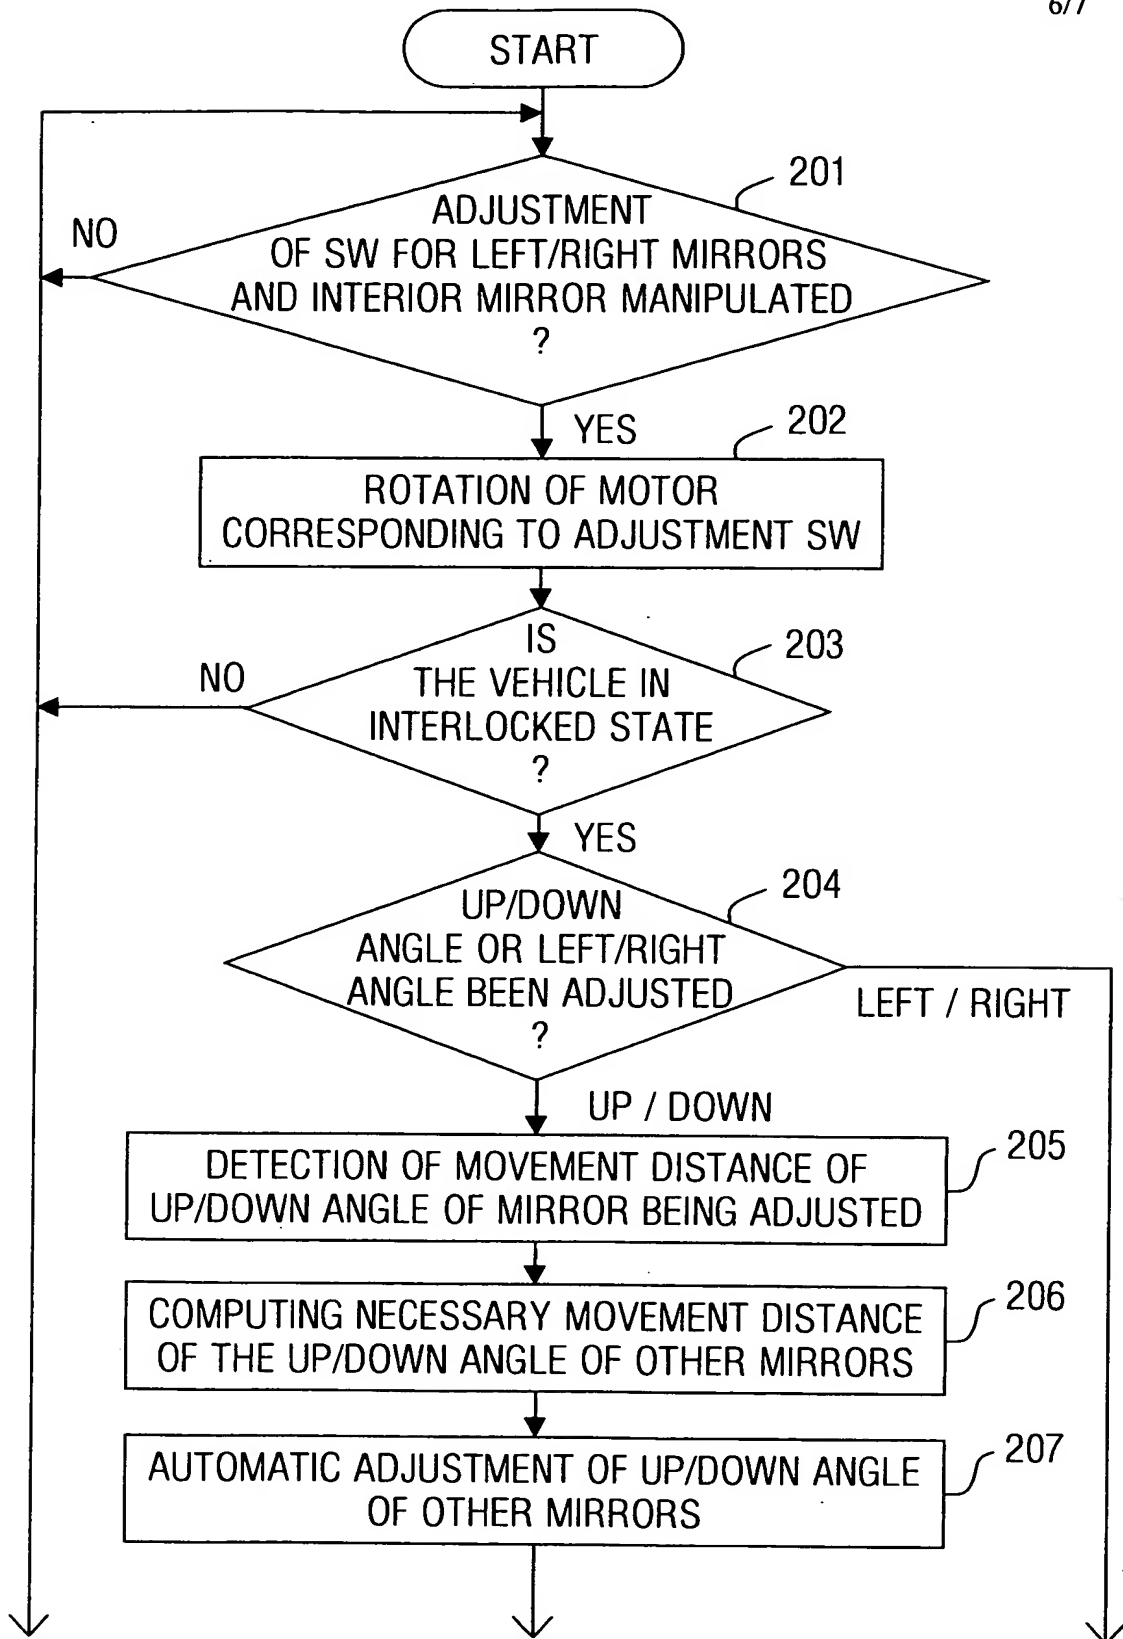 6/7
START
201
ADJUSTMENT
OF SW FOR LEFT/RIGHT MIRRORS
AND INTERIOR MIRROR MANIPULATED
?
NO
YES
202
ROTATION OF MOTOR
CORRESPONDING TO ADJUSTMENT SW
203
IS
THE VEHICLE IN
INTERLOCKED STATE
?
NO
YES
204
UP/DOWN
ANGLE OR LEFT/RIGHT
ANGLE BEEN ADJUSTED
?
LEFT / RIGHT
UP / DOWN
205
DETECTION OF MOVEMENT DISTANCE OF
UP/DOWN ANGLE OF MIRROR BEING ADJUSTED
206
COMPUTING NECESSARY MOVEMENT DISTANCE
OF THE UP/DOWN ANGLE OF OTHER MIRRORS
207
AUTOMATIC ADJUSTMENT OF UP/DOWN ANGLE
OF OTHER MIRRORS